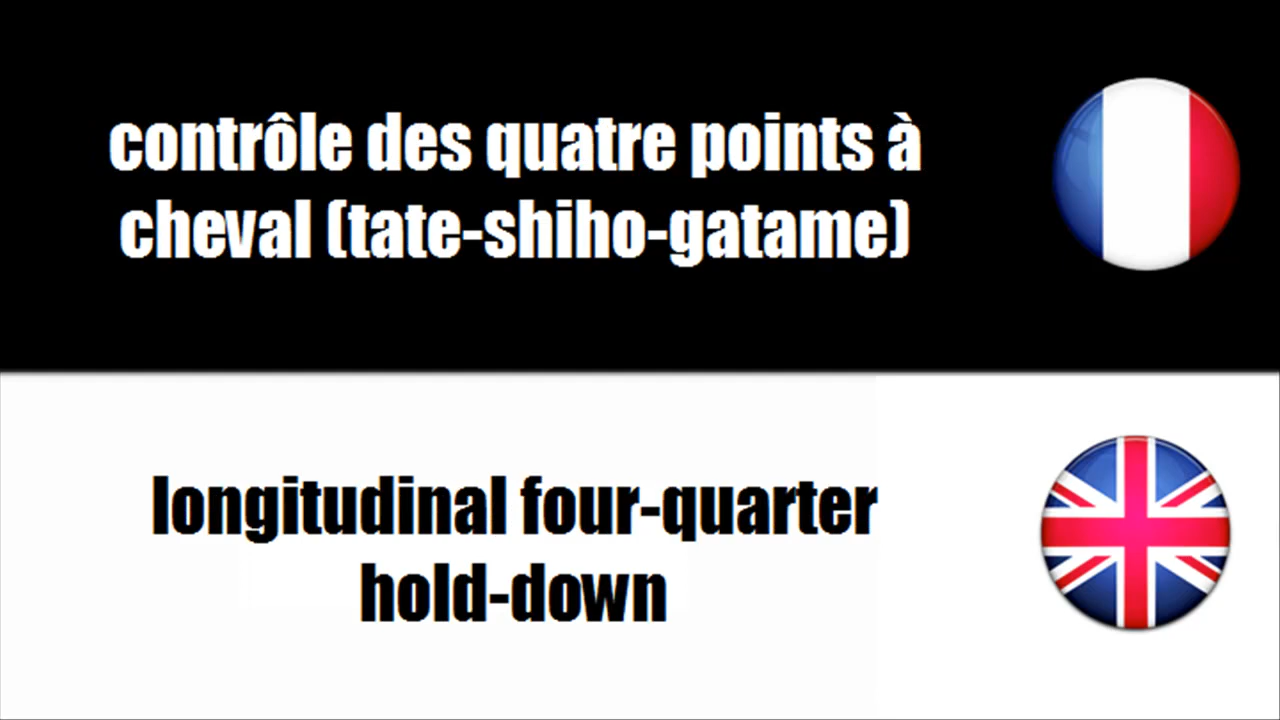 contrôle des quatre points à
cheval (tate-shiho-gatame)
longitudinal four-quarter
hold-down